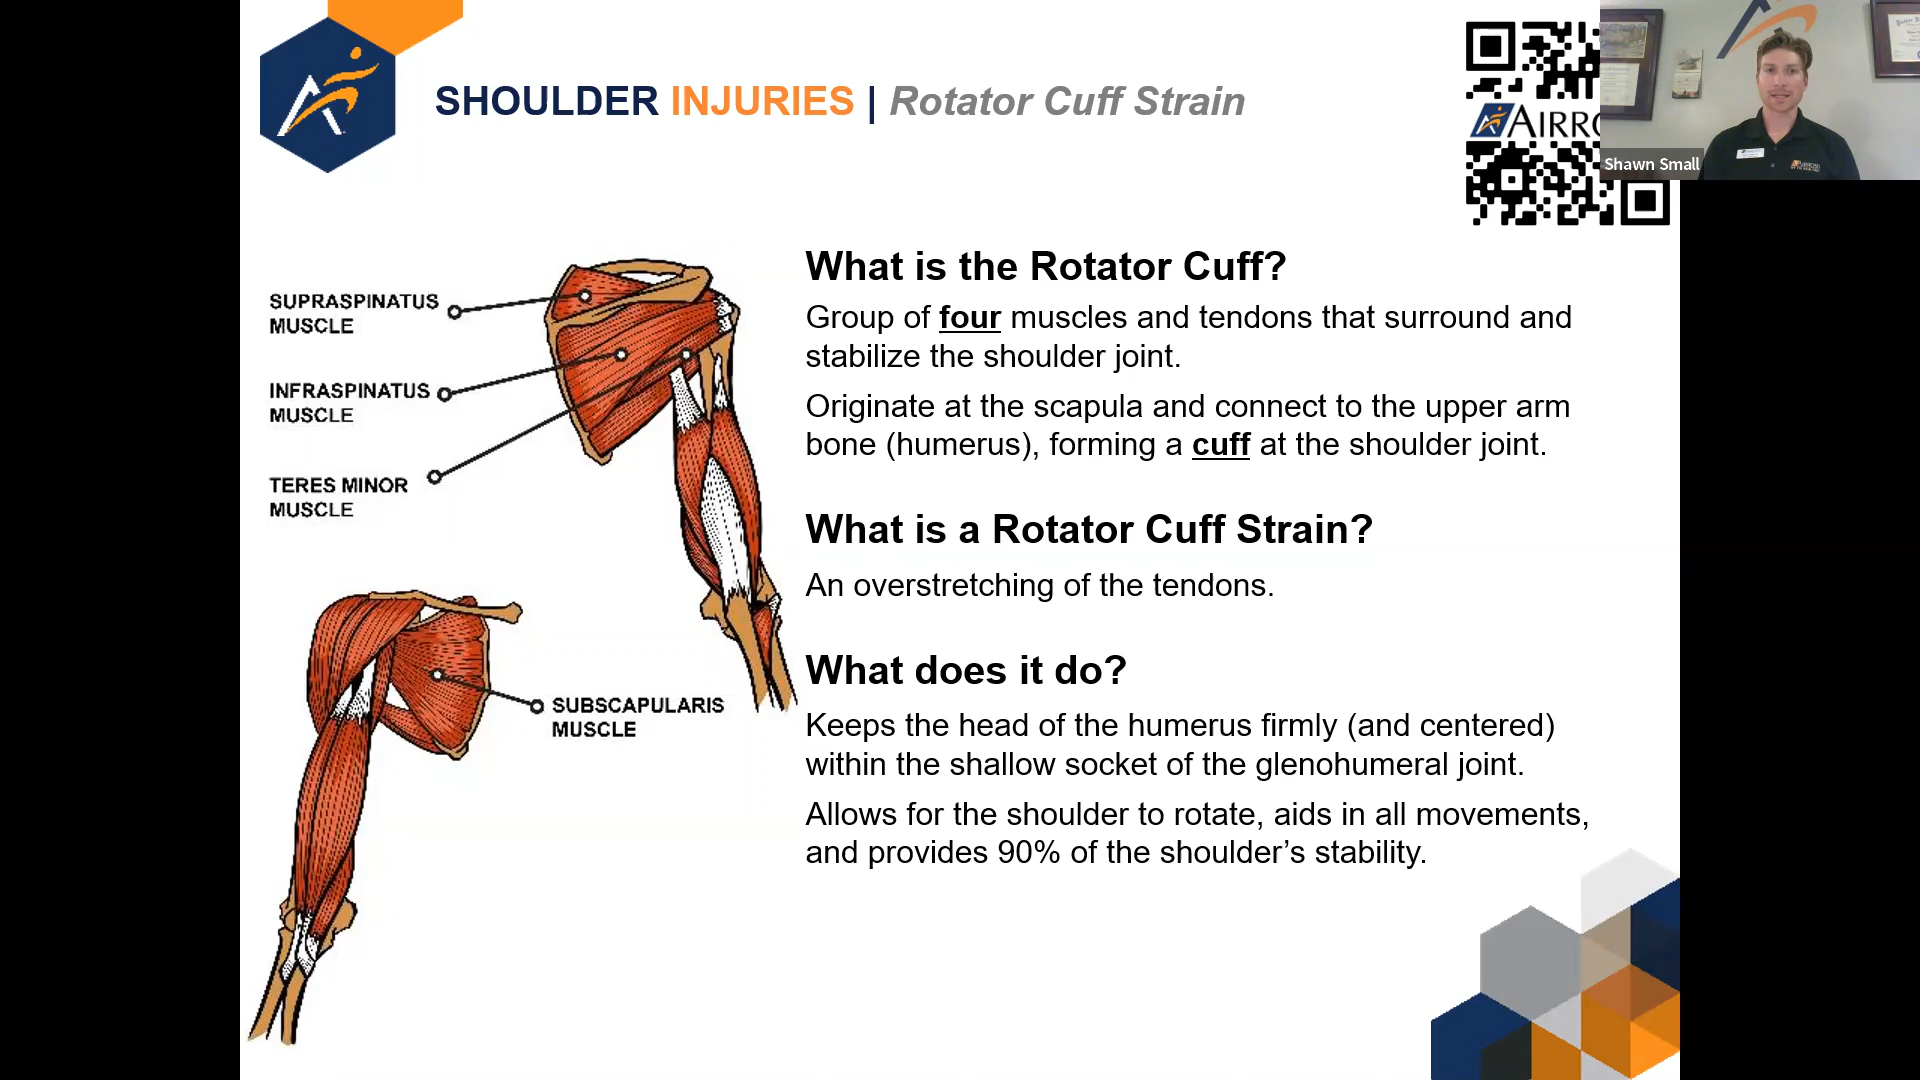 SHOULDER INJURIES | Rotator Cuff Strain
AIRRO
Shawn Small
SUPRASPINATUS
MUSCLE
INFRASPINATUS
MUSCLE
TERES MINOR
MUSCLE
SUBSCAPULARIS
MUSCLE
What is the Rotator Cuff?
Group of four muscles and tendons that surround and
stabilize the shoulder joint.
Originate at the scapula and connect to the upper arm
bone (humerus), forming a cuff at the shoulder joint.
What is a Rotator Cuff Strain?
An overstretching of the tendons.
What does it do?
Keeps the head of the humerus firmly (and centered)
within the shallow socket of the glenohumeral joint.
Allows for the shoulder to rotate, aids in all movements,
and provides 90% of the shoulder’s stability.